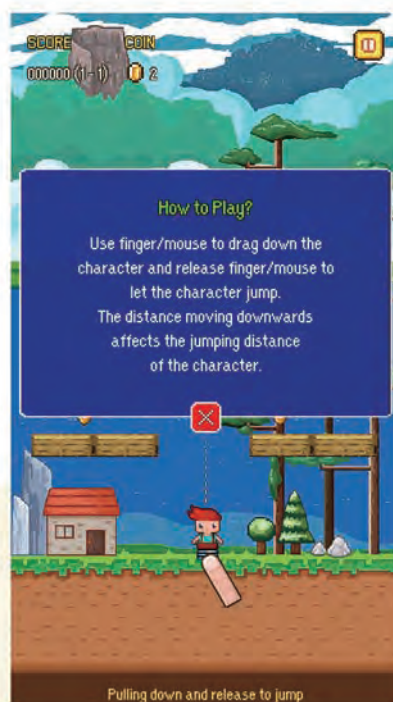 SCORE COIN
000000 (1-1) 2
How to Play?
Use finger/mouse to drag down the
character and release finger/mouse to
let the character jump.
The distance moving downwards
affects the jumping distance
of the character.
Pulling down and release to jump